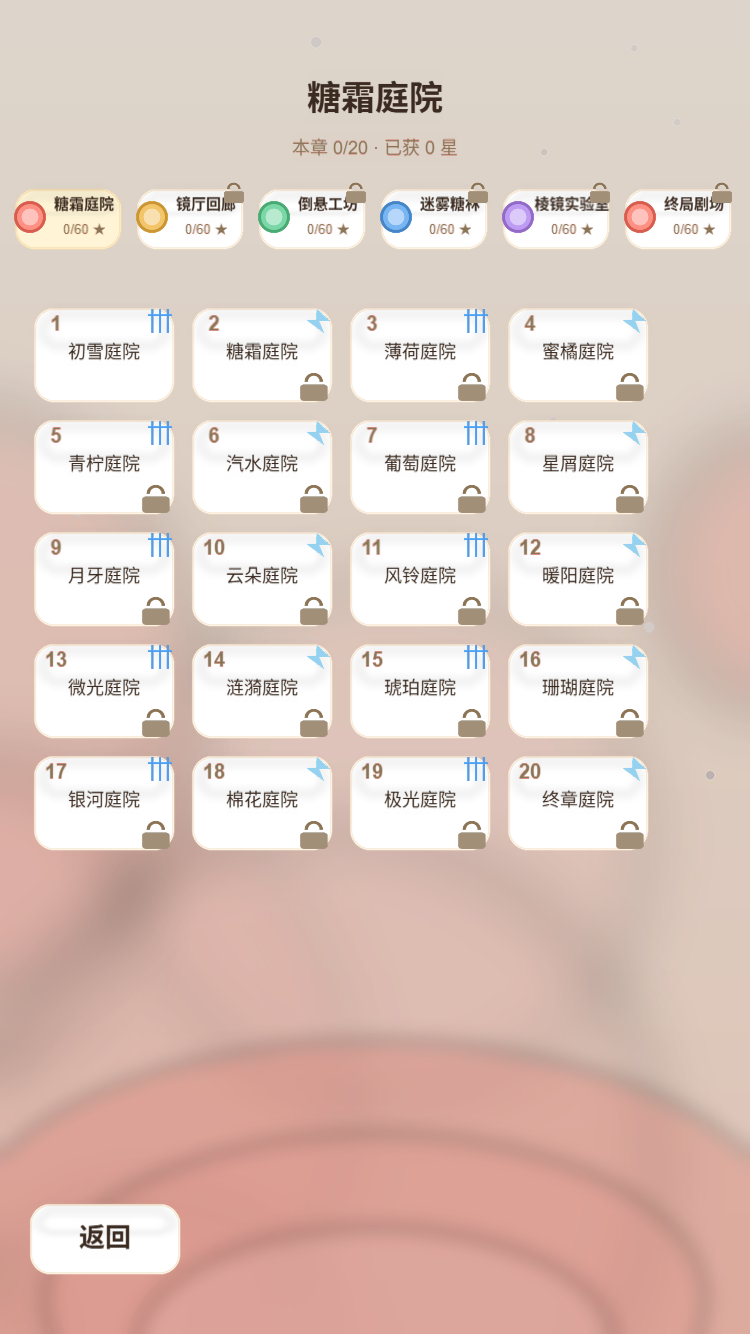 糖霜庭院
本章 0/20 · 已获 0 星
糖霜庭院 镜厅回廊 倒悬工坊 迷雾糖林 棱镜实验室 终局剧场
0/60 ★ 0/60 ★ 0/60 ★ 0/60 ★ 0/60 ★ 0/60 ★
1 2 3 4
初雪庭院 糖霜庭院 薄荷庭院 蜜橘庭院
5 6 7 8
青柠庭院 汽水庭院 葡萄庭院 星屑庭院
9 10 11 12
月牙庭院 云朵庭院 风铃庭院 暖阳庭院
13 14 15 16
微光庭院 涟漪庭院 琥珀庭院 珊瑚庭院
17 18 19 20
银河庭院 棉花庭院 极光庭院 终章庭院
返回